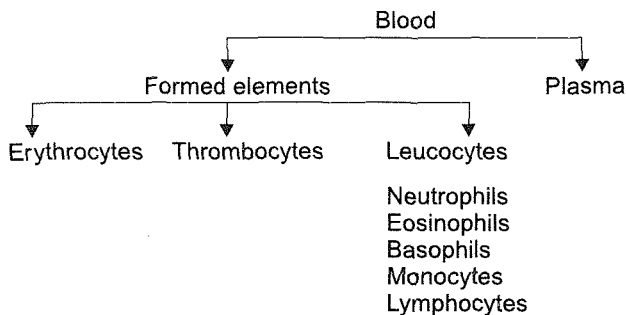 Blood
Formed elements Plasma
Erythrocytes Thrombocytes Leucocytes
Neutrophils
Eosinophils
Basophils
Monocytes
Lymphocytes